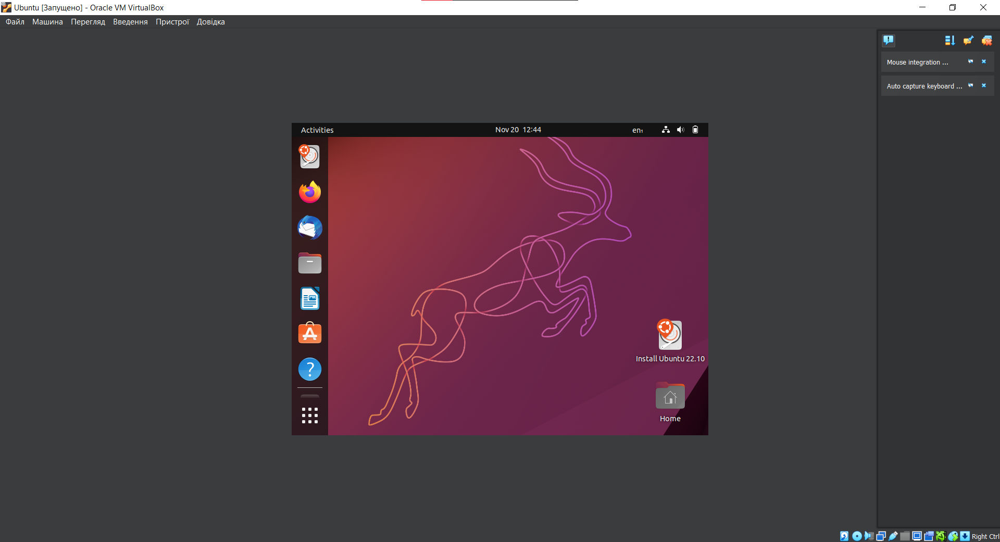 Ubuntu [Запущено] - Oracle VM VirtualBox
Файл Машина Перегляд Введення Пристрої Довідка
Mouse integration ...
Auto capture keyboard ...
Activities Nov 20 12:44 en₁
Install Ubuntu 22.10
Home
Right Ctrl